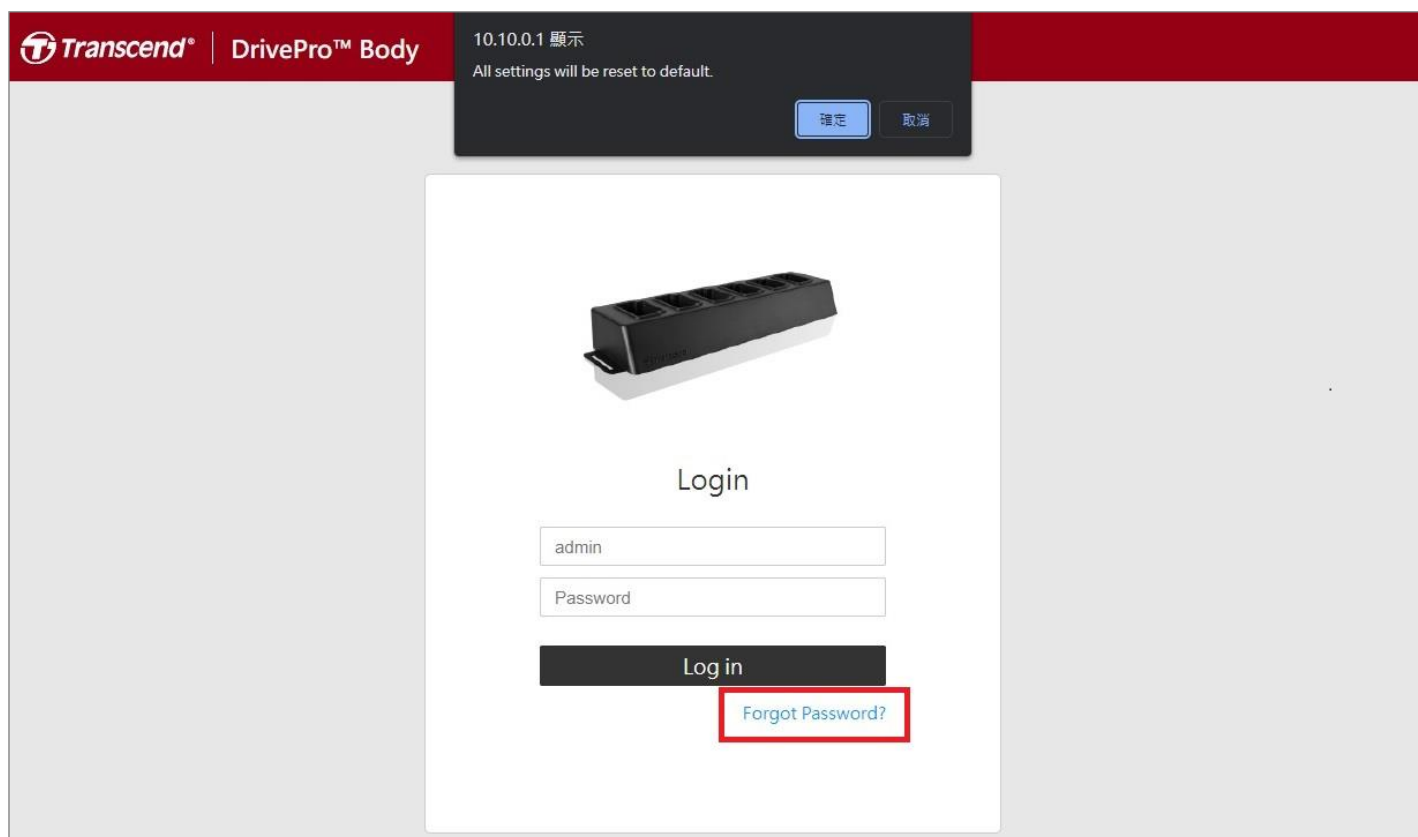 Transcend® | DrivePro™ Body
10.10.0.1 顯示
All settings will be reset to default.
確定 取消
Transcend
Login
admin
Password
Log in
Forgot Password?